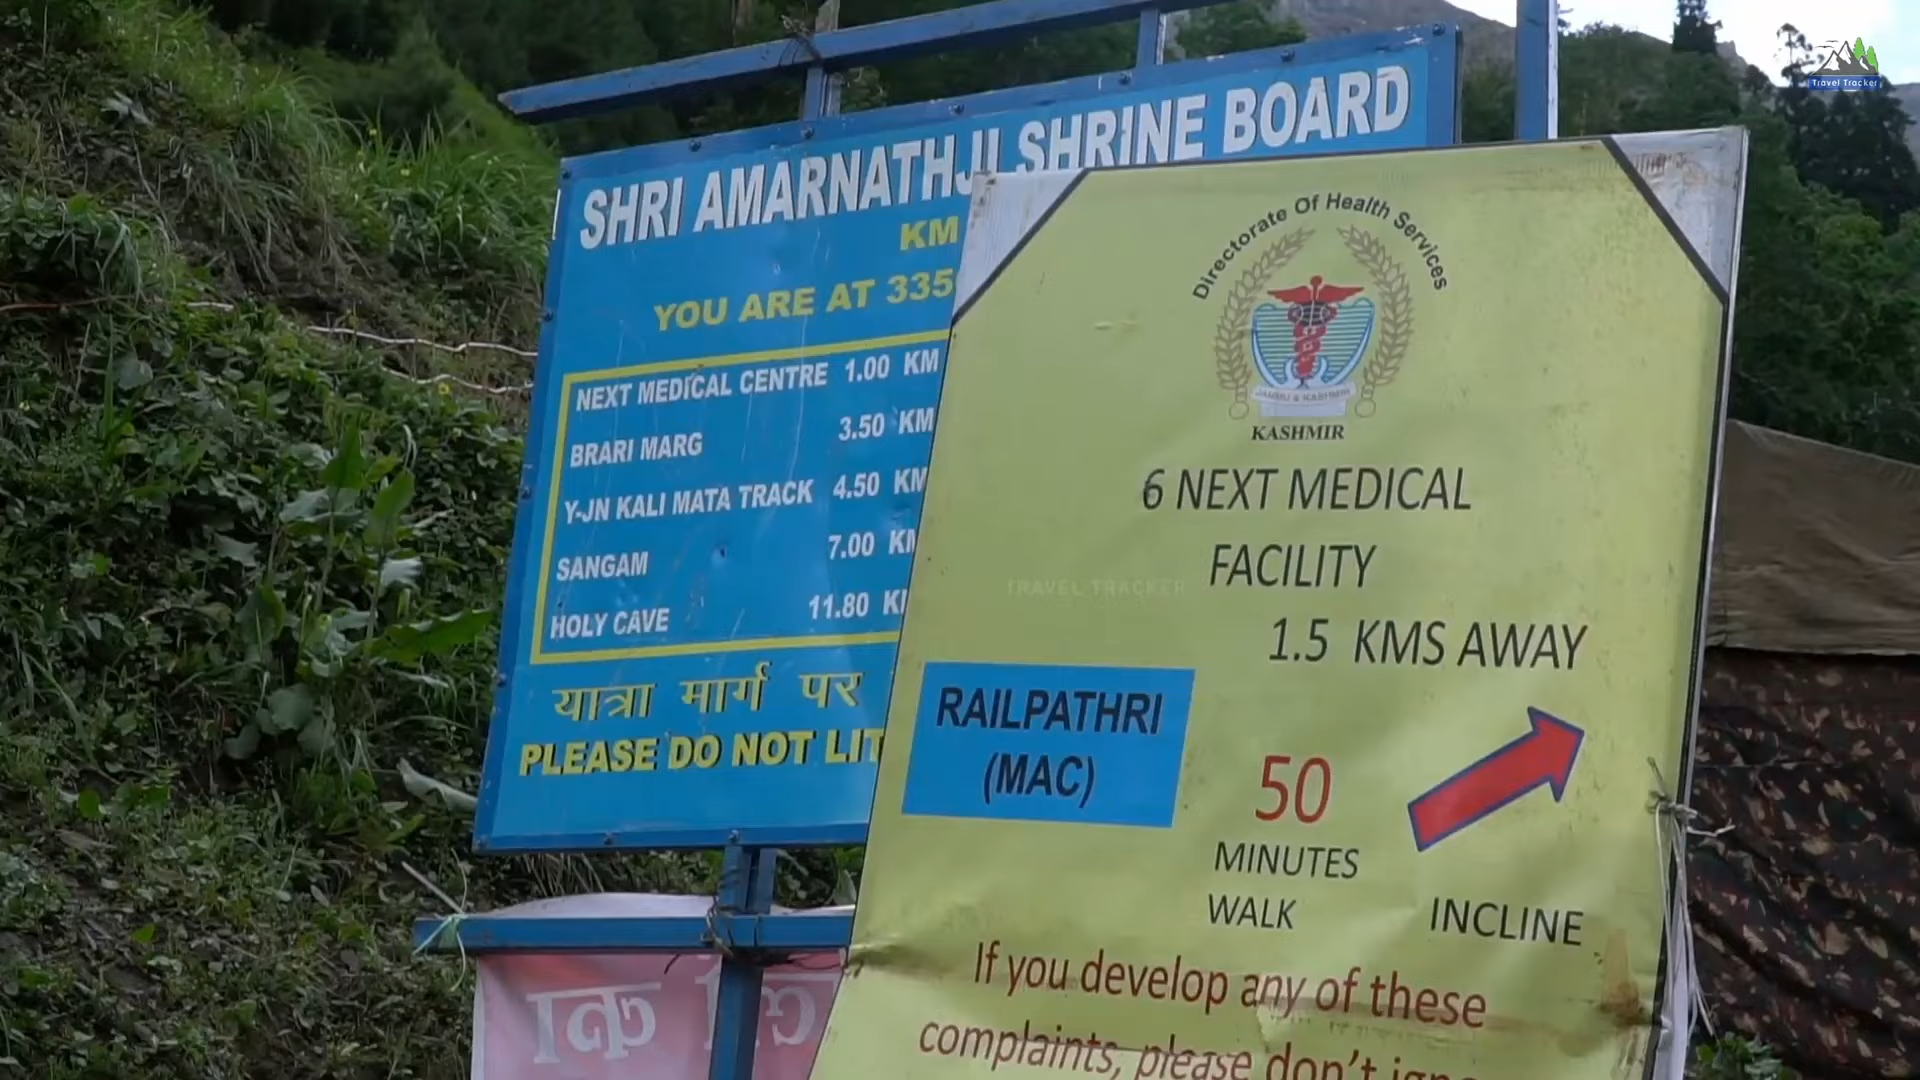 SHRI AMARNATHJI SHRINE BOARD
KM
YOU ARE AT 335
NEXT MEDICAL CENTRE 1.00 KM
BRARI MARG 3.50 KM
Y-JN KALI MATA TRACK 4.50 KM
SANGAM 7.00 KM
HOLY CAVE 11.80
यात्रा मार्ग पर
PLEASE DO NOT
Directorate Of Health Services
JAMMU & KASHMIR
KASHMIR
6 NEXT MEDICAL
FACILITY
1.5 KMS AWAY
RAILPATHRI
(MAC)
50
MINUTES
WALK
INCLINE
If you develop any of these
complaints, please don't
TRAVEL TRACKER
Travel Tracker